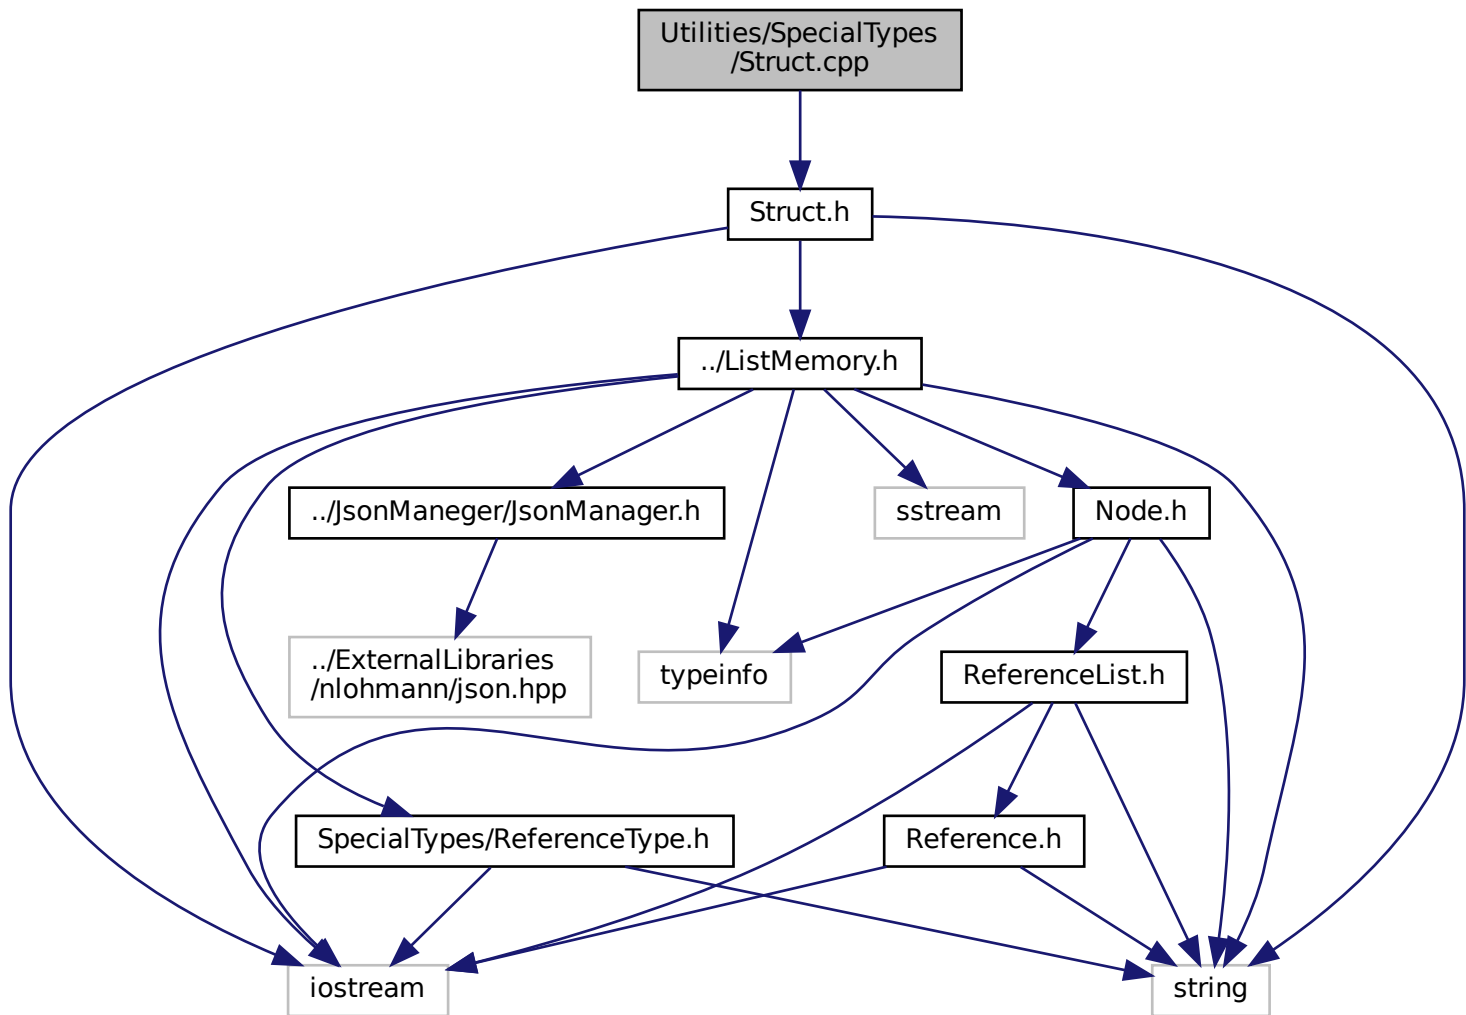 Utilities/SpecialTypes
/Struct.cpp
Struct.h
../ListMemory.h
../JsonManeger/JsonManager.h
sstream
Node.h
../ExternalLibraries
/nlohmann/json.hpp
typeinfo
ReferenceList.h
SpecialTypes/ReferenceType.h
Reference.h
iostream
string